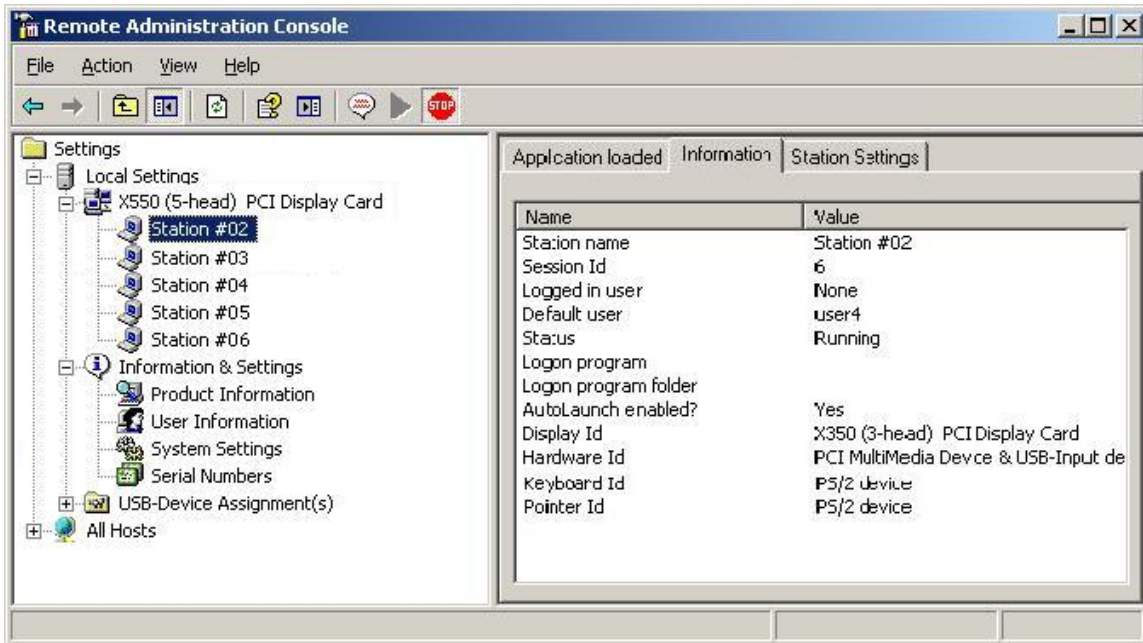 Remote Administration Console
File Action View Help
STOP
Settings
Local Settings
X550 (5-head) PCI Display Card
Station #02
Station #03
Station #04
Station #05
Station #06
Information & Settings
Product Information
User Information
System Settings
Serial Numbers
USB-Device Assignment(s)
All Hosts
Application loaded Information Station Settings
Name Value
Station name Station #02
Session Id 6
Logged in user None
Default user user4
Status Running
Logon program
Logon program folder
AutoLaunch enabled? Yes
Display Id X350 (3-head) PCI Display Card
Hardware Id PCI MultiMedia Device & USB-Input de
Keyboard Id PS/2 device
Pointer Id PS/2 device